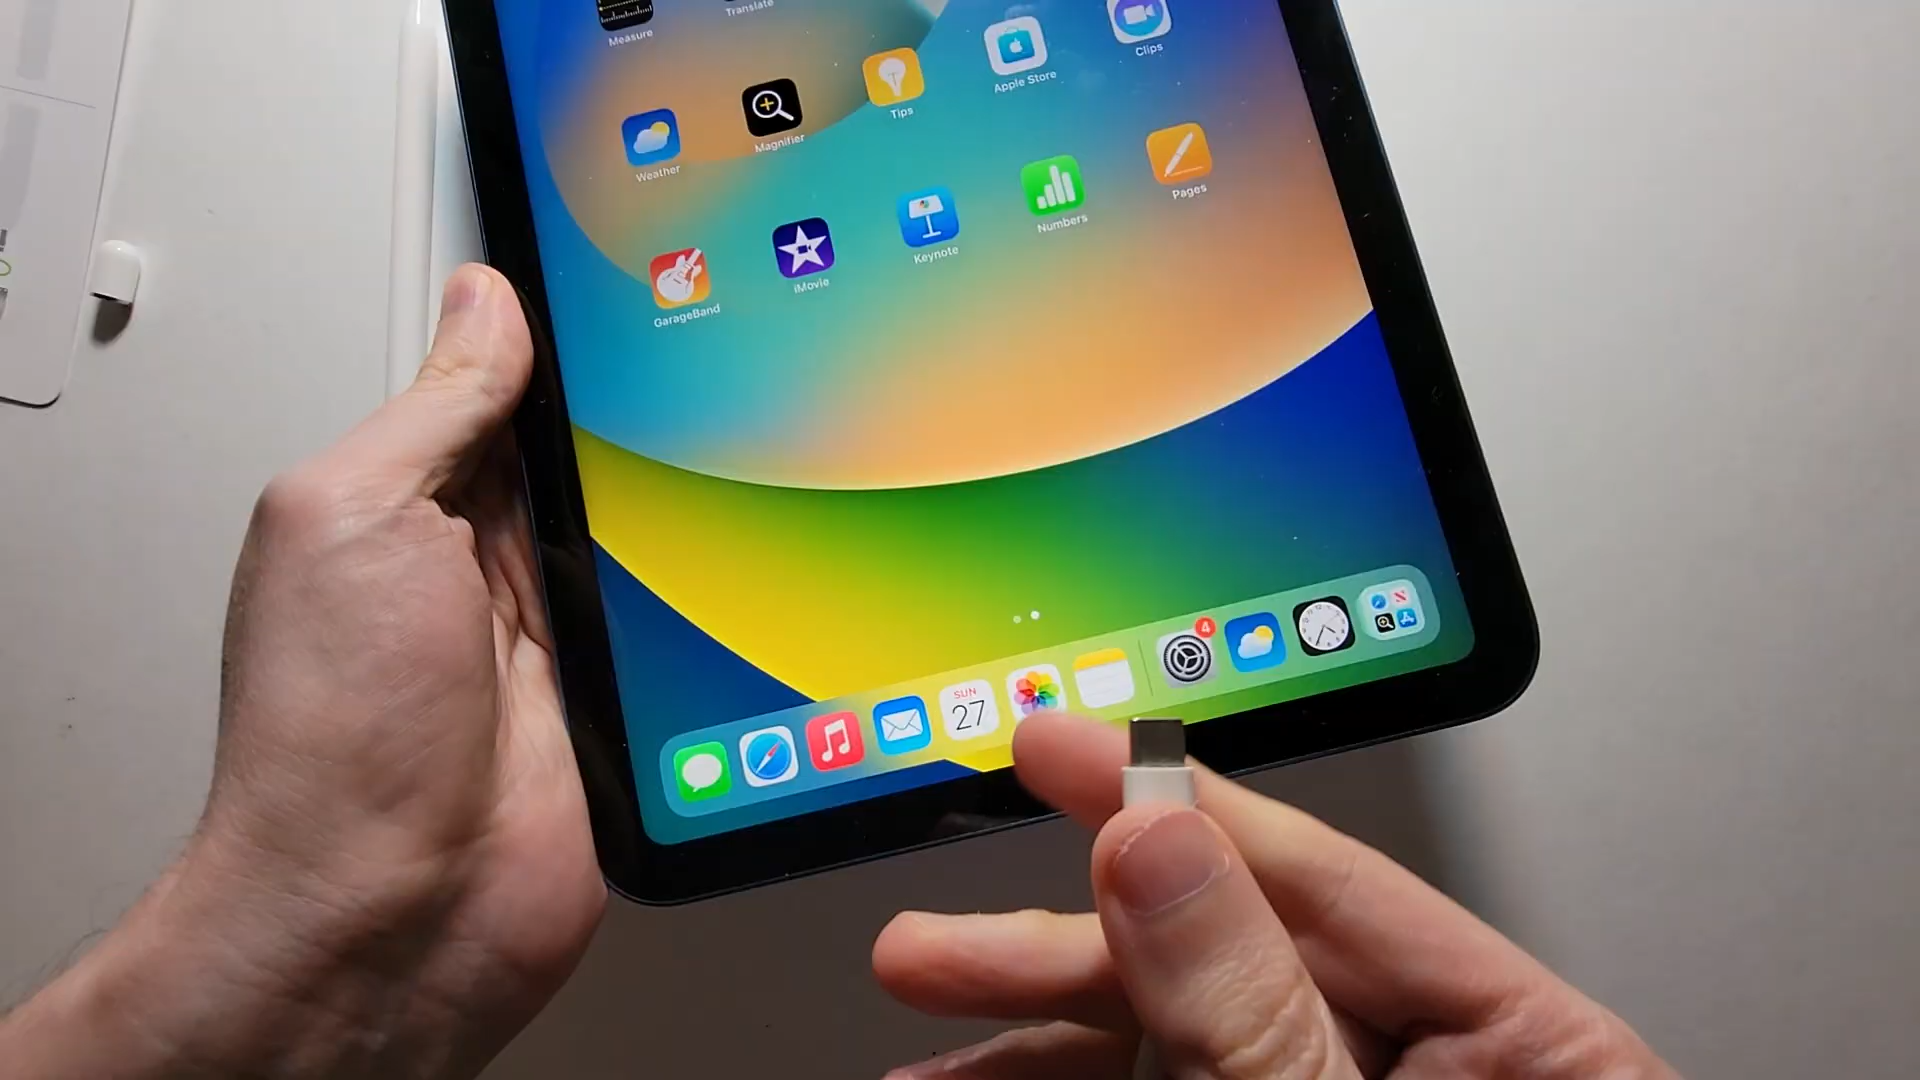 Measure
Translate
Clips
Weather
Magnifier
Tips
Apple Store
GarageBand
iMovie
Keynote
Numbers
Pages
SUN
27
4